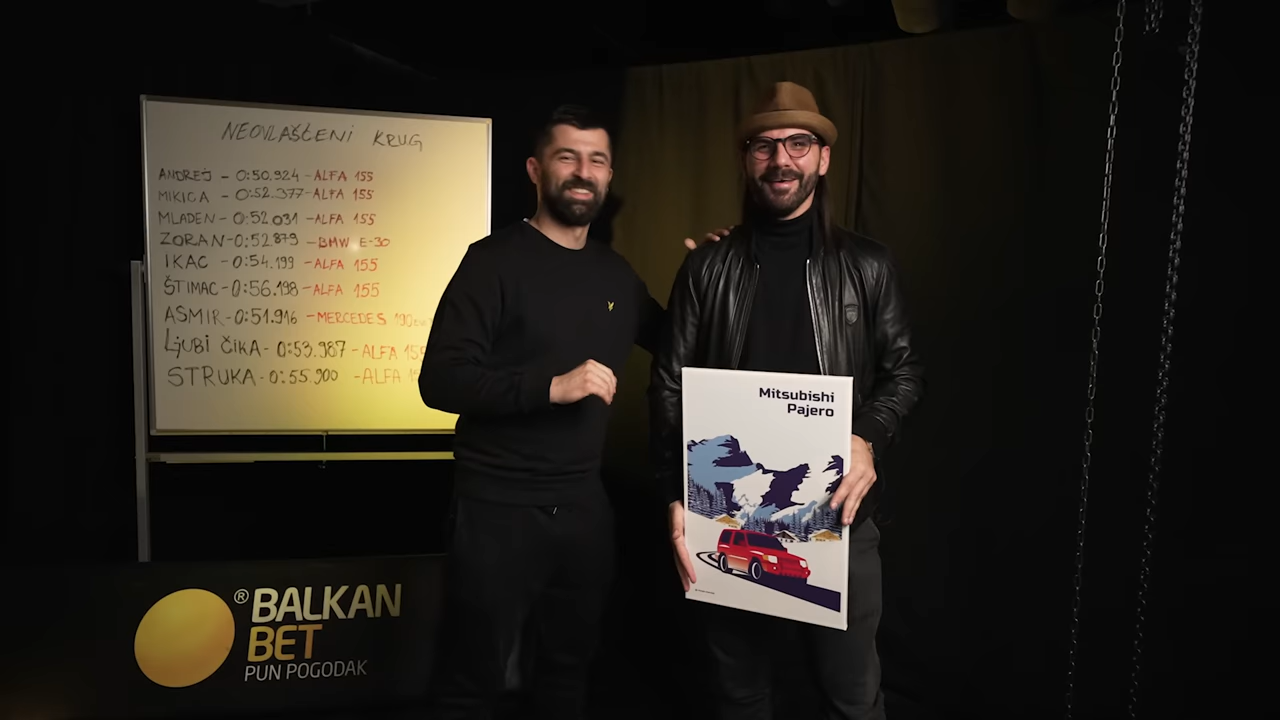 NEOVLAŠĆENI KRUG
ANDREJ - 0:50.924 - ALFA 155
MIKICA - 0:52.377 - ALFA 155
MLADEN - 0:52 031 - ALFA 155
ZORAN - 0:52.879 - BMW E-30
IKAC - 0:54.199 - ALFA 155
ŠTIMAC - 0:56.198 - ALFA 155
ASMIR - 0:51.916 - MERCEDES 190
LJUBI ČIKA - 0:53.987 - ALFA 155
STRUKA - 0:55.900 - ALFA
Mitsubishi
Pajero
® BALKAN
BET
PUN POGODAK